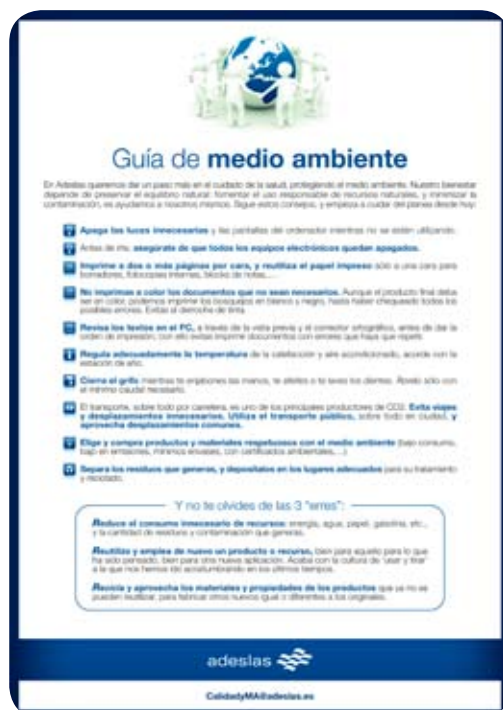 Guía de medio ambiente
En Adeslas queremos dar un paso más en el cuidado de la salud, protegiendo el medio ambiente. Nuestro bienestar
depende de preservar el equilibrio natural: fomentar el uso responsable de recursos naturales, y minimizar la
contaminación, es ayudarnos a nosotros mismos. Sigue estos consejos, y empieza a cuidar del planeta desde hoy:
Apaga las luces innecesarias y las pantallas del ordenador mientras no se estén utilizando.
Antes de irte, asegúrate de que todos los equipos electrónicos quedan apagados.
Imprime a dos o más páginas por cara, y reutiliza el papel impreso sólo a una cara para
borradores, fotocopias internas, blocks de notas,...
No imprimas a color los documentos que no sean necesarios. Aunque el producto final deba
ser en color, podemos imprimir los bosquejos en blanco y negro, hasta haber chequeado todos los
posibles errores. Evitas el derroche de tinta.
Revisa los textos en el PC, a través de la vista previa y el corrector ortográfico, antes de dar la
orden de impresión, con ello evitas imprimir documentos con errores que haya que repetir.
Regula adecuadamente la temperatura de la calefacción y aire acondicionado, acorde con la
estación de año.
Cierra el grifo mientras te enjabones las manos, te afeites o te laves los dientes. Ábrelo sólo con
el mínimo caudal necesario.
El transporte, sobre todo por carretera, es uno de los principales productores de CO2. Evita viajes
y desplazamientos innecesarios. Utiliza el transporte público, sobre todo en ciudad, y
aprovecha desplazamientos comunes.
Elige y compra productos y materiales respetuosos con el medio ambiente (bajo consumo,
bajo en emisiones, mínimos envases, con certificados ambientales,...)
Separa los residuos que generas, y deposítalos en los lugares adecuados para su tratamiento
y reciclado.
Y no te olvides de las 3 "erres":
Reduce el consumo innecesario de recursos: energía, agua, papel, gasolina, etc.,
y la cantidad de residuos y contaminación que generas.
Reutiliza y emplea de nuevo un producto o recurso, bien para aquello para lo que
ha sido pensado, bien para otra nueva aplicación. Acaba con la cultura de 'usar y tirar'
a la que nos hemos ido acostumbrando en los últimos tiempos.
Recicla y aprovecha los materiales y propiedades de los productos que ya no se
pueden reutilizar, para fabricar otros nuevos igual o diferentes a los originales.
adeslas
CalidadyMA@adeslas.es